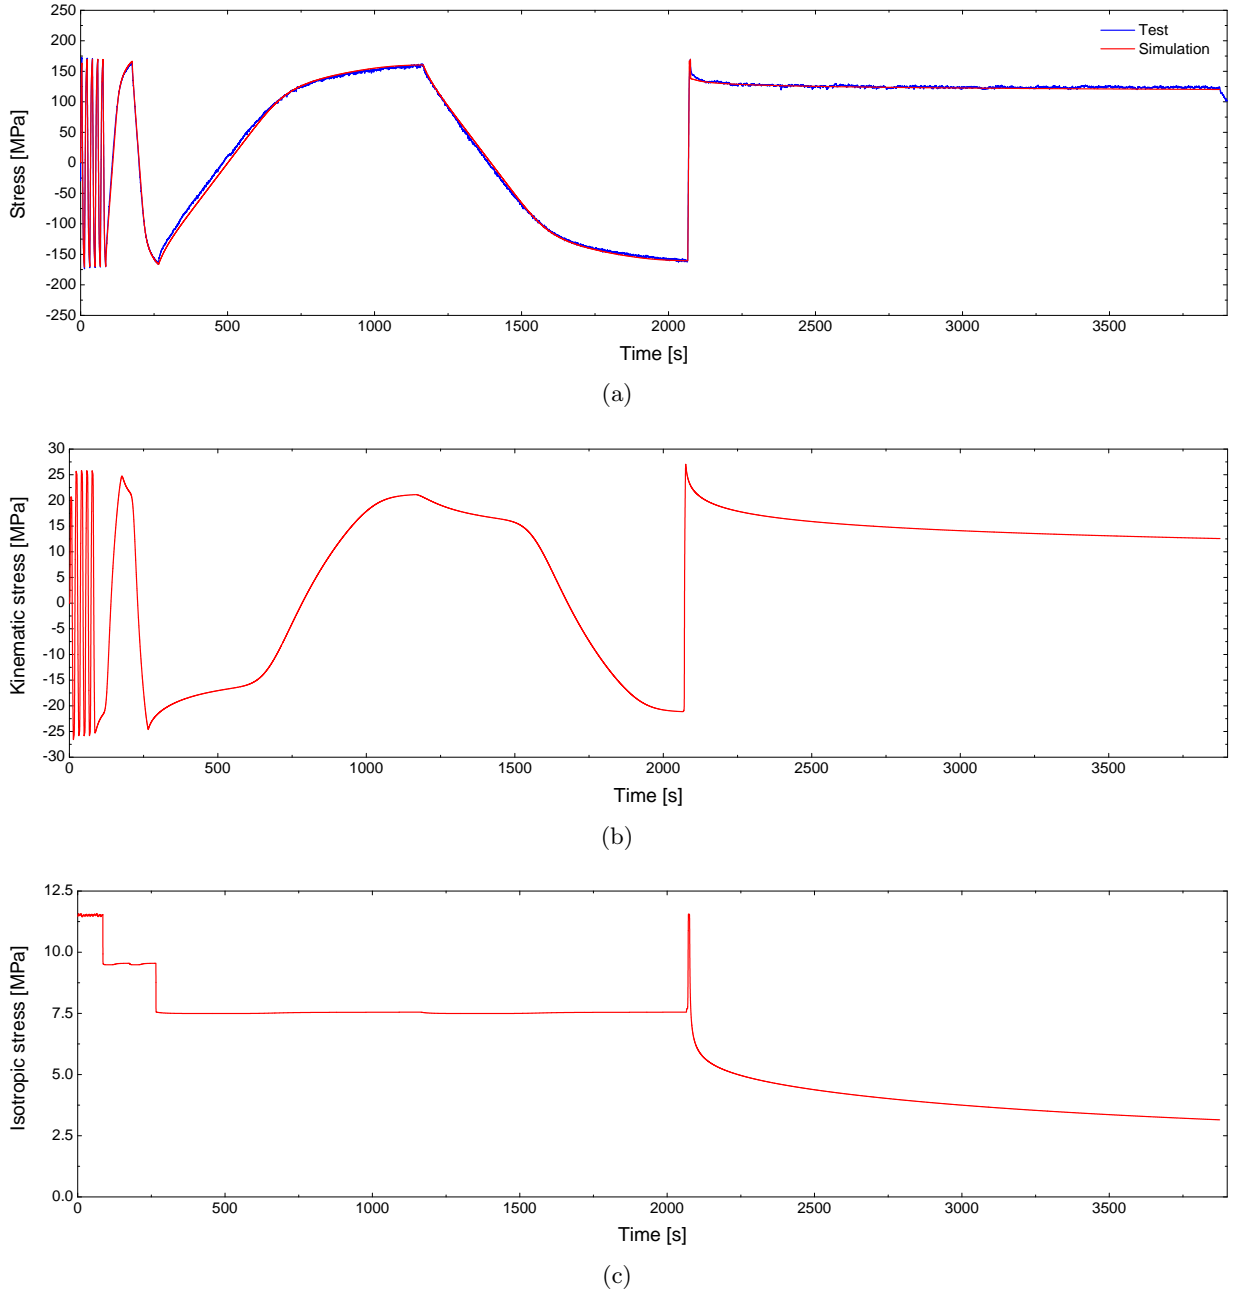 250
200
150
100
50
0
-50
-100
-150
-200
-250
Stress [MPa]
Test
Simulation
0 500 1000 1500 2000 2500 3000 3500
Time [s]
(a)
30
25
20
15
10
5
0
-5
-10
-15
-20
-25
-30
Kinematic stress [MPa]
0 500 1000 1500 2000 2500 3000 3500
Time [s]
(b)
12.5
10.0
7.5
5.0
2.5
0.0
Isotropic stress [MPa]
0 500 1000 1500 2000 2500 3000 3500
Time [s]
(c)